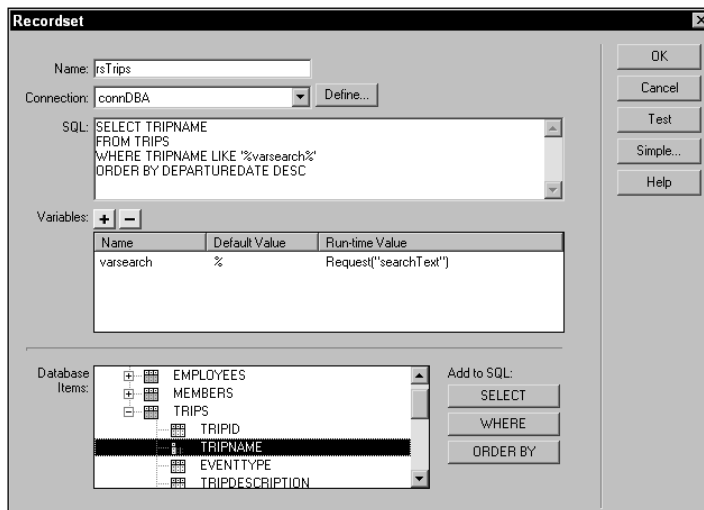 Recordset
Name: rsTrips
Connection: connDBA Define...
SQL: SELECT TRIPNAME
FROM TRIPS
WHERE TRIPNAME LIKE '%varsearch%'
ORDER BY DEPARTUREDATE DESC
Variables: + −
Name Default Value Run-time Value
varsearch % Request("searchText")
Database Items:
EMPLOYEES
MEMBERS
TRIPS
TRIPID
TRIPNAME
EVENTTYPE
TRIPDESCRIPTION
Add to SQL:
SELECT
WHERE
ORDER BY
OK
Cancel
Test
Simple...
Help